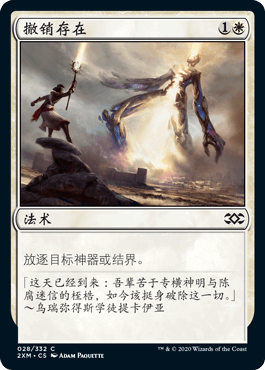 撤销存在 1
法术
放逐目标神器或结界。
「这天已经到来：吾辈苦于专横神明与陈
腐迷信的桎梏，如今该挺身破除这一切。」
～乌瑞弥得斯学徒提卡伊亚
028/332 C
2XM • CS ADAM PAQUETTE
™ & © 2020 Wizards of the Coast